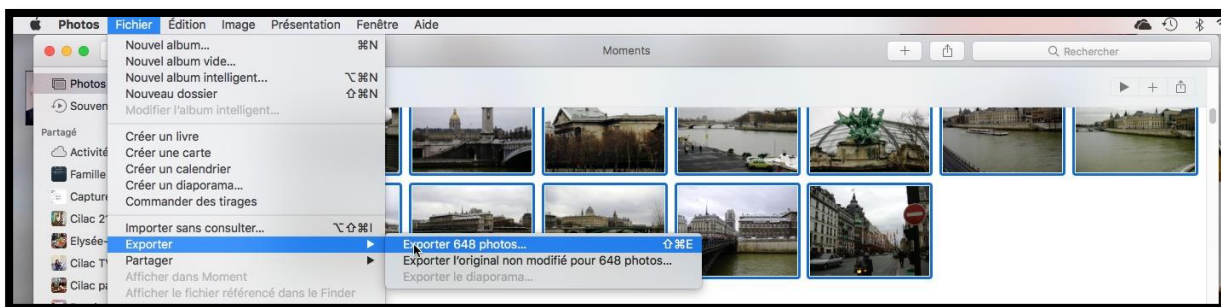 Photos Fichier Édition Image Présentation Fenêtre Aide
Moments
Rechercher
Nouvel album... ⌘N
Nouvel album vide...
Nouvel album intelligent... ⌥⌘N
Nouveau dossier ⇧⌘N
Modifier l'album intelligent...
Créer un livre
Créer une carte
Créer un calendrier
Créer un diaporama...
Commander des tirages
Importer sans consulter... ⌥⇧⌘I
Exporter
Partager
Afficher dans Moment
Afficher le fichier référencé dans le Finder
Exporter 648 photos... ⇧⌘E
Exporter l'original non modifié pour 648 photos...
Exporter le diaporama...
Photos
Souven
Partagé
Activité
Famille
Capture
Cilac 2
Elysée-
Cilac T
Cilac pa